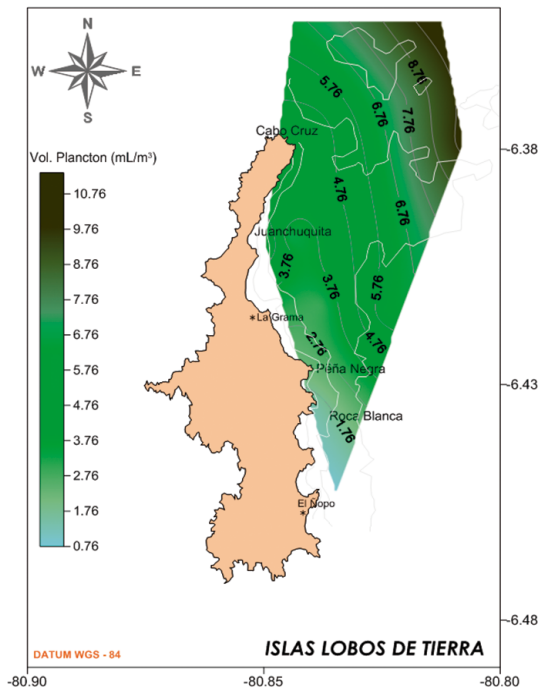 N
W E
S
Vol. Plancton (mL/m³)
10.76
9.76
8.76
7.76
6.76
5.76
4.76
3.76
2.76
1.76
0.76
5.76
8.76
6.76
7.76
Cabo Cruz
4.76
6.76
Juanchuquita
3.76
3.76
5.76
La Grama
2.76
4.76
Peña Negra
Roca Blanca
1.76
El Ñopo
-6.38
-6.43
-6.48
DATUM WGS - 84
ISLAS LOBOS DE TIERRA
-80.90
-80.85
-80.80